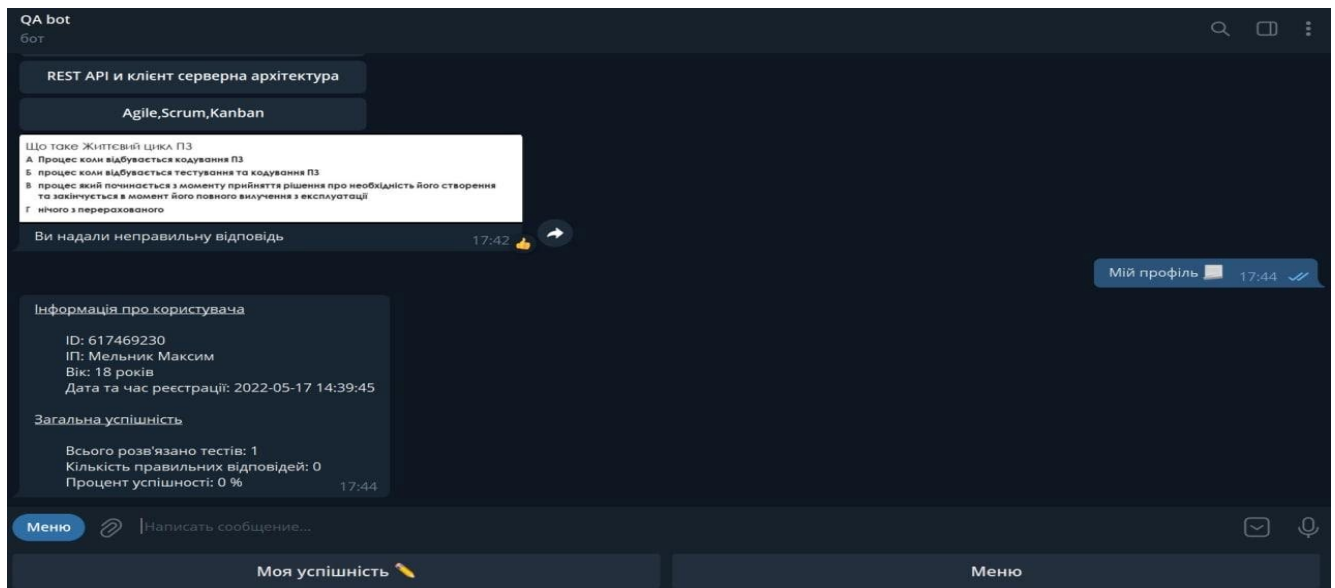 QA bot
бот
REST API и клієнт серверна архітектура
Agile,Scrum,Kanban
Що таке Життєвий цикл ПЗ
А Процес коли відбувається кодування ПЗ
Б процес коли відбувається тестування та кодування ПЗ
В процес який починається з моменту прийняття рішення про необхідність його створення
та закінчується в момент його повного вилучення з експлуатації
Г нічого з перерахованого
Ви надали неправильну відповідь
17:42
Мій профіль
17:44
Інформація про користувача
ID: 617469230
ІП: Мельник Максим
Вік: 18 років
Дата та час реєстрації: 2022-05-17 14:39:45
Загальна успішність
Всього розв'язано тестів: 1
Кількість правильних відповідей: 0
Процент успішності: 0 %
17:44
Меню
Написать сообщение...
Моя успішність ✏️
Меню